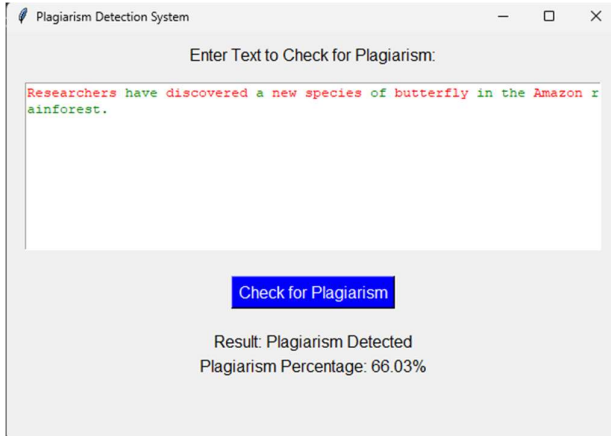 Plagiarism Detection System
Enter Text to Check for Plagiarism:
Researchers have discovered a new species of butterfly in the Amazon r
ainforest.
Check for Plagiarism
Result: Plagiarism Detected
Plagiarism Percentage: 66.03%